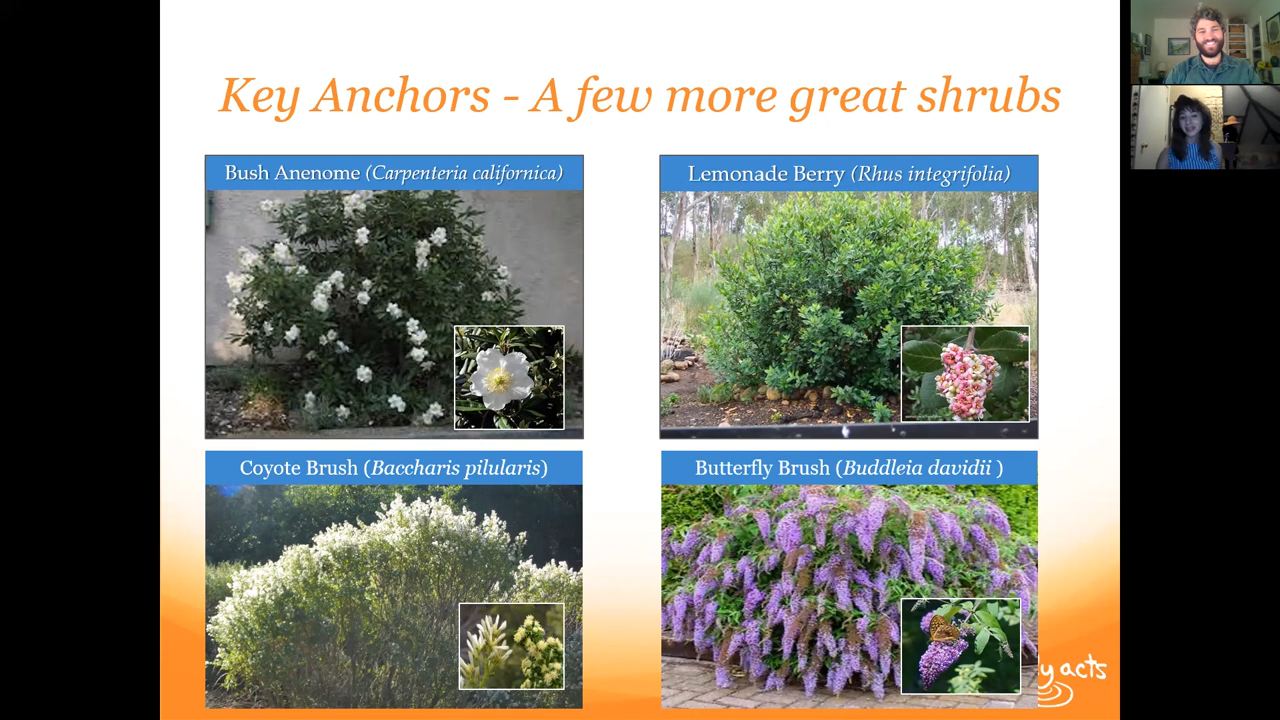 Key Anchors - A few more great shrubs
Bush Anenome (Carpenteria californica)
Lemonade Berry (Rhus integrifolia)
Coyote Brush (Baccharis pilularis)
Butterfly Brush (Buddleia davidii )
y acts